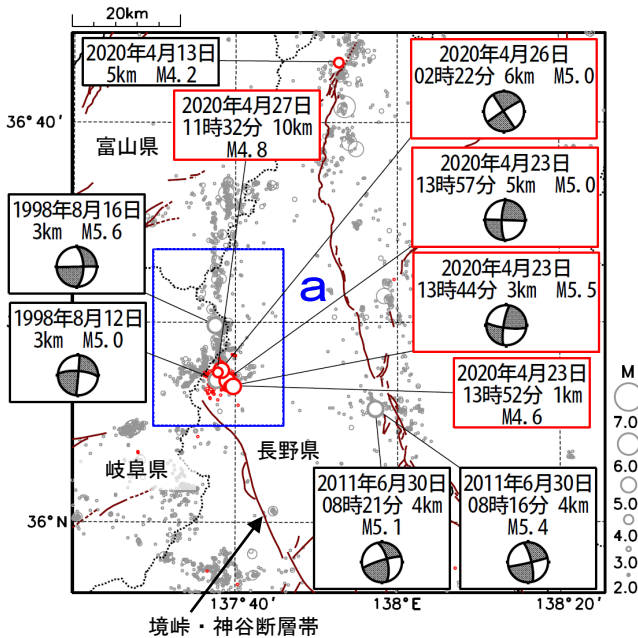 20km
2020年4月13日
5km M4.2
2020年4月26日
02時22分 6km M5.0
2020年4月27日
11時32分 10km
M4.8
36°40′
富山県
2020年4月23日
13時57分 5km M5.0
1998年8月16日
3km M5.6
a
2020年4月23日
13時44分 3km M5.5
1998年8月12日
3km M5.0
2020年4月23日
13時52分 1km
M4.6
M
7.0
6.0
5.0
4.0
3.0
2.0
長野県
岐阜県
2011年6月30日
08時21分 4km
M5.1
2011年6月30日
08時16分 4km
M5.4
36°N
137°40′
138°E
138°20′
境峠・神谷断層帯